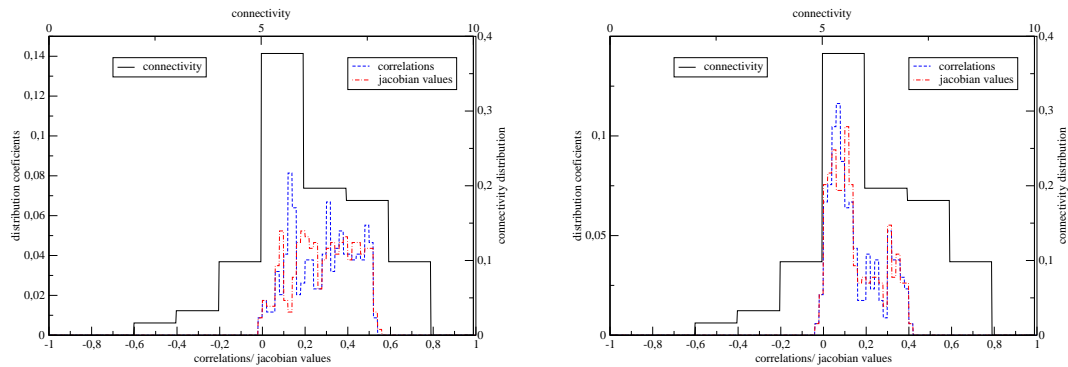 connectivity
0 5 10
0,14
0,12
0,1
0,08
0,06
0,04
0,02
0
distribution coeficients
connectivity
correlations
jacobian values
0,4
0,3
0,2
0,1
0
connectivity distribution
-1 -0,8 -0,6 -0,4 -0,2 0 0,2 0,4 0,6 0,8 1
correlations/ jacobian values
connectivity
0 5 10
0,1
0,05
0
distribution coeficients
connectivity
correlations
jacobian values
0,4
0,3
0,2
0,1
0
connectivity distribution
-1 -0,8 -0,6 -0,4 -0,2 0 0,2 0,4 0,6 0,8 1
correlations/ jacobian values